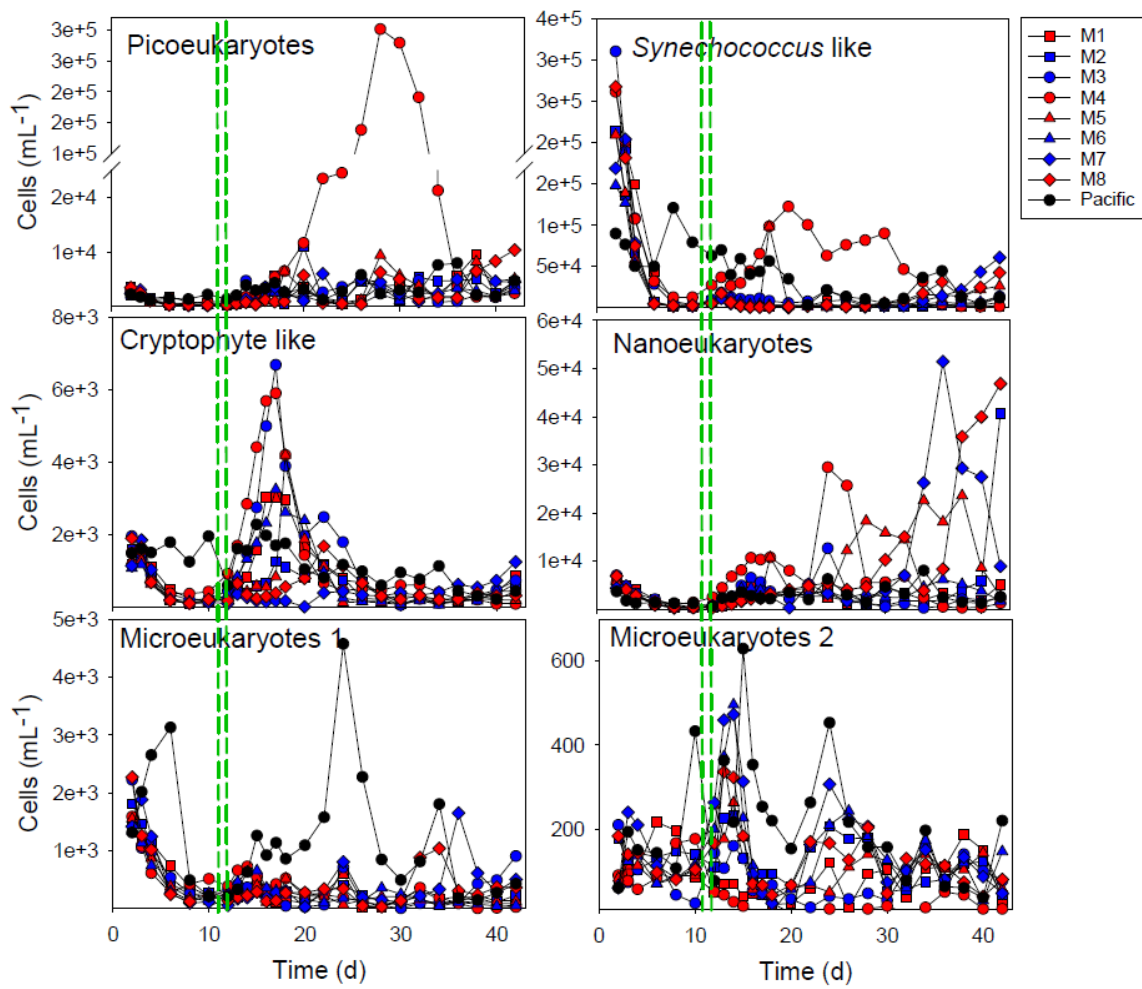 Picoeukaryotes
3e+5
3e+5
2e+5
2e+5
1e+5
2e+4
1e+4
Cells (mL-1)
Synechococcus like
4e+5
3e+5
2e+5
2e+5
1e+5
5e+4
M1
M2
M3
M4
M5
M6
M7
M8
Pacific
Cryptophyte like
8e+3
6e+3
4e+3
2e+3
Cells (mL-1)
Nanoeukaryotes
6e+4
5e+4
4e+4
3e+4
2e+4
1e+4
Microeukaryotes 1
5e+3
4e+3
3e+3
2e+3
1e+3
Cells (mL-1)
0 10 20 30 40
Time (d)
Microeukaryotes 2
600
400
200
0 10 20 30 40
Time (d)